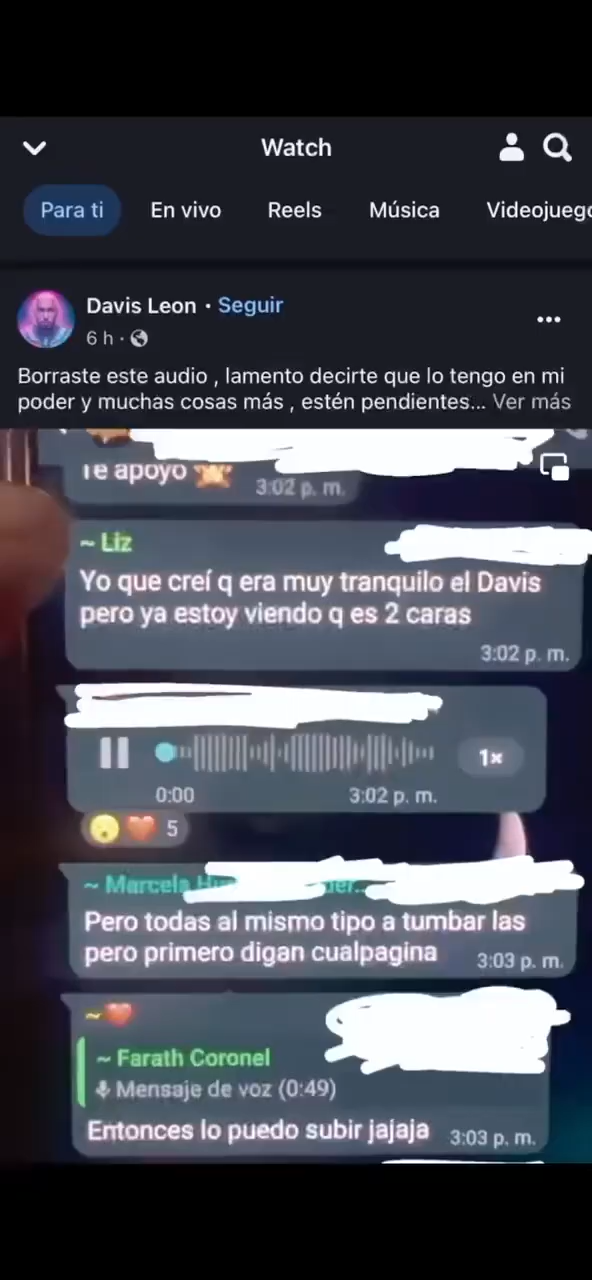 Watch
Para ti
En vivo
Reels
Música
Videojueg
Davis Leon · Seguir
6 h ·
Borraste este audio , lamento decirte que lo tengo en mi
poder y muchas cosas más , estén pendientes... Ver más
Te apoyo
3:02 p. m.
~ Liz
Yo que creí q era muy tranquilo el Davis
pero ya estoy viendo q es 2 caras
3:02 p. m.
1×
0:00
3:02 p. m.
5
~ Marcela
Pero todas al mismo tipo a tumbar las
pero primero digan cualpagina
3:03 p. m.
~ ❤️
~ Farath Coronel
Mensaje de voz (0:49)
Entonces lo puedo subir jajaja
3:03 p. m.